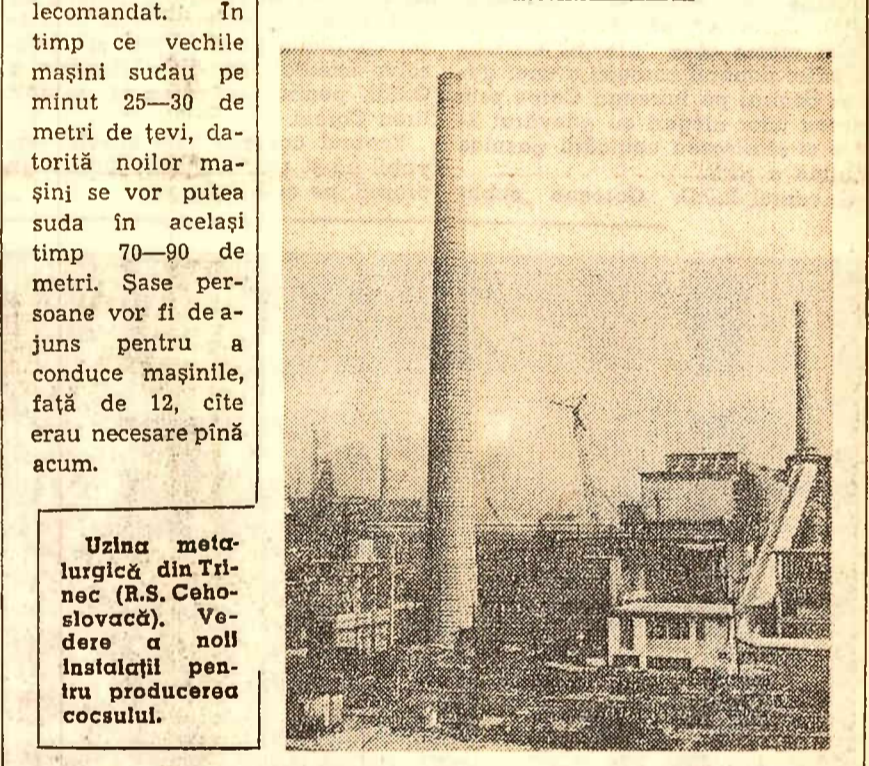 lecomandat. În
timp ce vechile
mașini sudau pe
minut 25—30 de
metri de țevi, da-
torită noilor ma-
șini se vor putea
suda în același
timp 70—90 de
metri. Șase per-
soane vor fi de a-
juns pentru a
conduce mașinile,
față de 12, cîte
erau necesare pînă
acum.
Uzina meta-
lurgică din Tri-
nec (R.S. Ceho-
slovacă). Ve-
dere a noii
instalații pen-
tru producerea
cocsului.